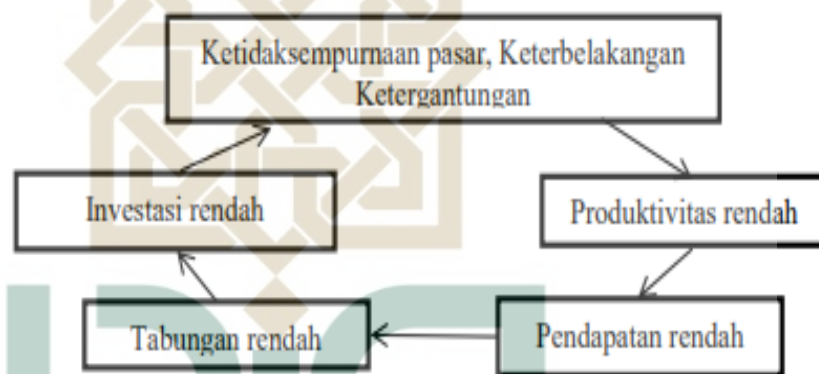 Ketidaksempurnaan pasar, Keterbelakangan
Ketergantungan
Investasi rendah
Produktivitas rendah
Tabungan rendah
Pendapatan rendah